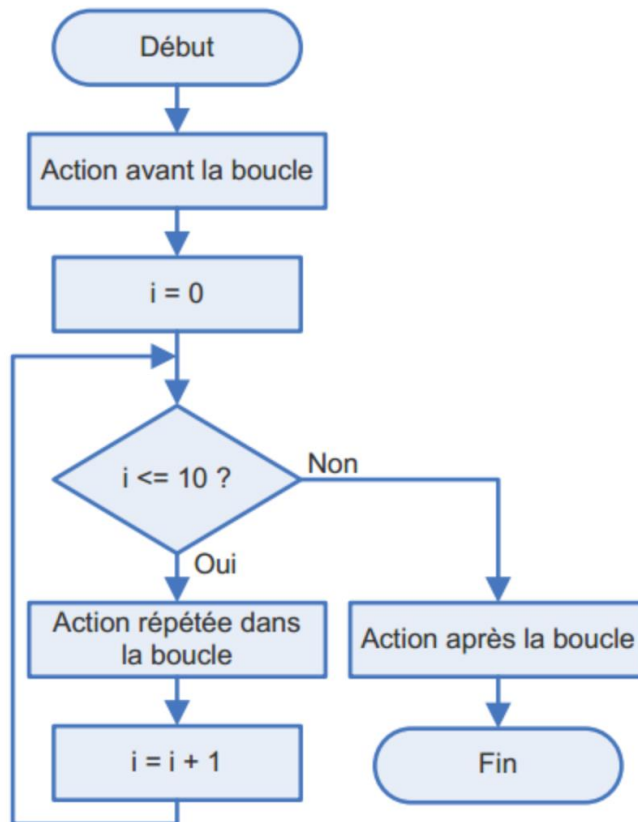 Début
Action avant la boucle
i = 0
i <= 10 ?
Non
Oui
Action répétée dans
la boucle
Action après la boucle
i = i + 1
Fin